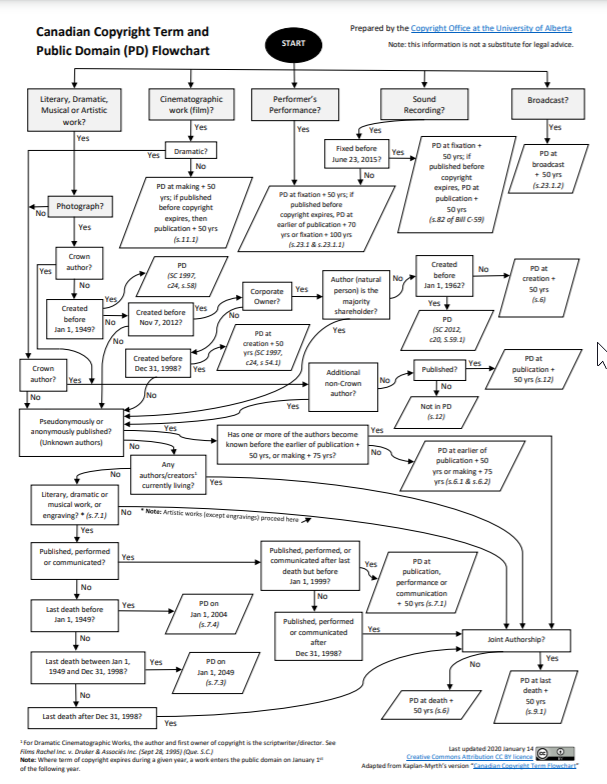 Canadian Copyright Term and
Public Domain (PD) Flowchart
START
Prepared by the Copyright Office at the University of Alberta
Note: this information is not a substitute for legal advice.
Literary, Dramatic,
Musical or Artistic
work?
Cinematographic
work (film)?
Performer's
Performance?
Sound
Recording?
Broadcast?
Yes
Yes
Yes
Yes
Yes
Yes
Dramatic?
No
Fixed before
June 23, 2015?
Yes
No
PD at fixation +
50 yrs; if
published before
copyright
expires, PD at
publication +
50 yrs
(s.82 of Bill C-59)
PD at
broadcast
+ 50 yrs
(s.23.1.2)
PD at making + 50
yrs; if published
before copyright
expires, then
publication + 50 yrs
(s.11.1)
PD at fixation + 50 yrs; if
published before
copyright expires, PD at
earlier of publication + 70
yrs or fixation + 100 yrs
(s.23.1 & s.23.1.1)
Photograph?
No
Yes
Crown
author?
Yes
No
PD
(SC 1997,
c24, s.58)
Created
before
Jan 1, 1949?
Yes
No
Created before
Nov 7, 2012?
Yes
No
Corporate
Owner?
Yes
No
Author (natural
person) is the
majority
shareholder?
No
Yes
Created
before
Jan 1, 1962?
No
Yes
PD at
creation +
50 yrs
(s.6)
PD
(SC 2012,
c20, S.59.1)
PD at
creation + 50
yrs (SC 1997,
c24, s 54.1)
Created before
Dec 31, 1998?
Yes
No
Crown
author?
Yes
No
Additional
non-Crown
author?
No
Yes
Published?
Yes
No
PD at
publication +
50 yrs (s.12)
Not in PD
(s.12)
Pseudonymously or
anonymously published?
(Unknown authors)
Yes
No
Has one or more of the authors become
known before the earlier of publication +
50 yrs, or making + 75 yrs?
Yes
No
PD at earlier of
publication + 50
yrs or making + 75
yrs (s.6.1 & s.6.2)
Any
authors/creators¹
currently living?
No
Yes
Literary, dramatic or
musical work, or
engraving? * (s.7.1)
No
* Note: Artistic works (except engravings) proceed here
Yes
Published, performed
or communicated?
Yes
No
Published, performed, or
communicated after last
death but before
Jan 1, 1999?
Yes
No
PD at
publication,
performance or
communication
+ 50 yrs (s.7.1)
Last death before
Jan 1, 1949?
Yes
No
PD on
Jan 1, 2004
(s.7.4)
Published, performed
or communicated
after
Dec 31, 1998?
Yes
Joint Authorship?
No
Yes
Last death between Jan 1,
1949 and Dec 31, 1998?
Yes
No
PD on
Jan 1, 2049
(s.7.3)
PD at death +
50 yrs (s.6)
PD at last
death +
50 yrs
(s.9.1)
Last death after Dec 31, 1998?
Yes
¹ For Dramatic Cinematographic Works, the author and first owner of copyright is the scriptwriter/director. See
Films Rachel Inc. v. Druker & Associés Inc. (Sept 28, 1995) (Que. S.C.)
Note: Where term of copyright expires during a given year, a work enters the public domain on January 1st
of the following year.
Last updated 2020 January 14
Creative Commons Attribution CC BY licence
Adapted from Kaplan-Myrth's version "Canadian Copyright Term Flowchart"
cc
BY